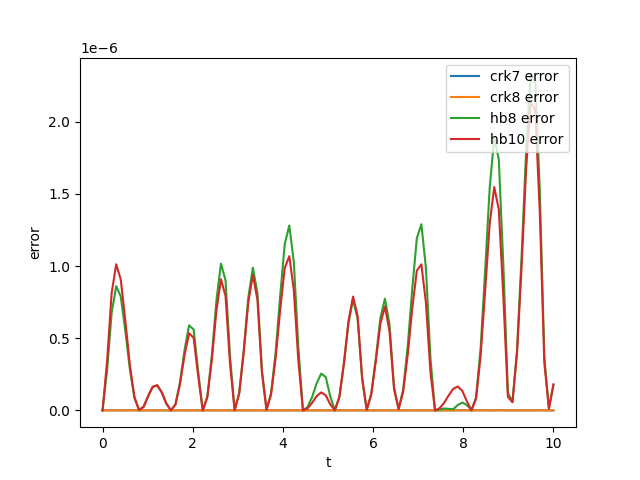 1e−6
crk7 error
crk8 error
hb8 error
hb10 error
2.0
1.5
1.0
0.5
0.0
error
0 2 4 6 8 10
t